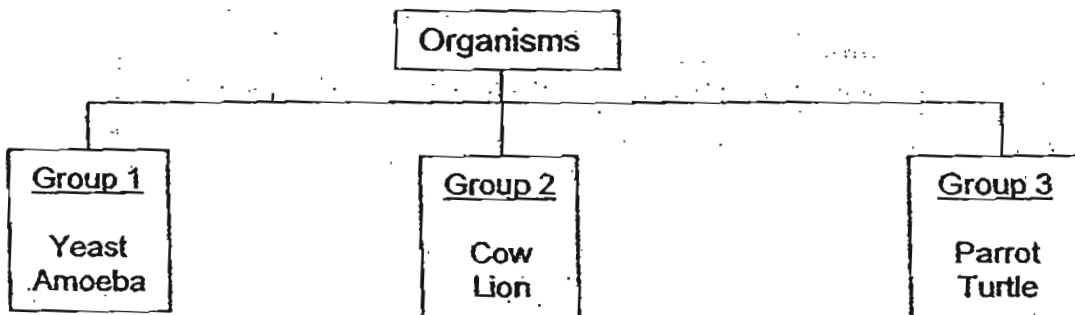 Organisms
Group 1
Yeast
Amoeba
Group 2
Cow
Lion
Group 3
Parrot
Turtle